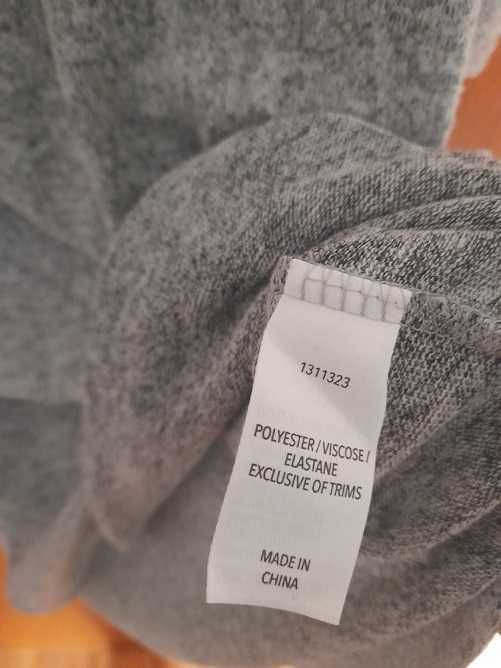 1311323
POLYESTER / VISCOSE /
ELASTANE
EXCLUSIVE OF TRIMS
MADE IN
CHINA